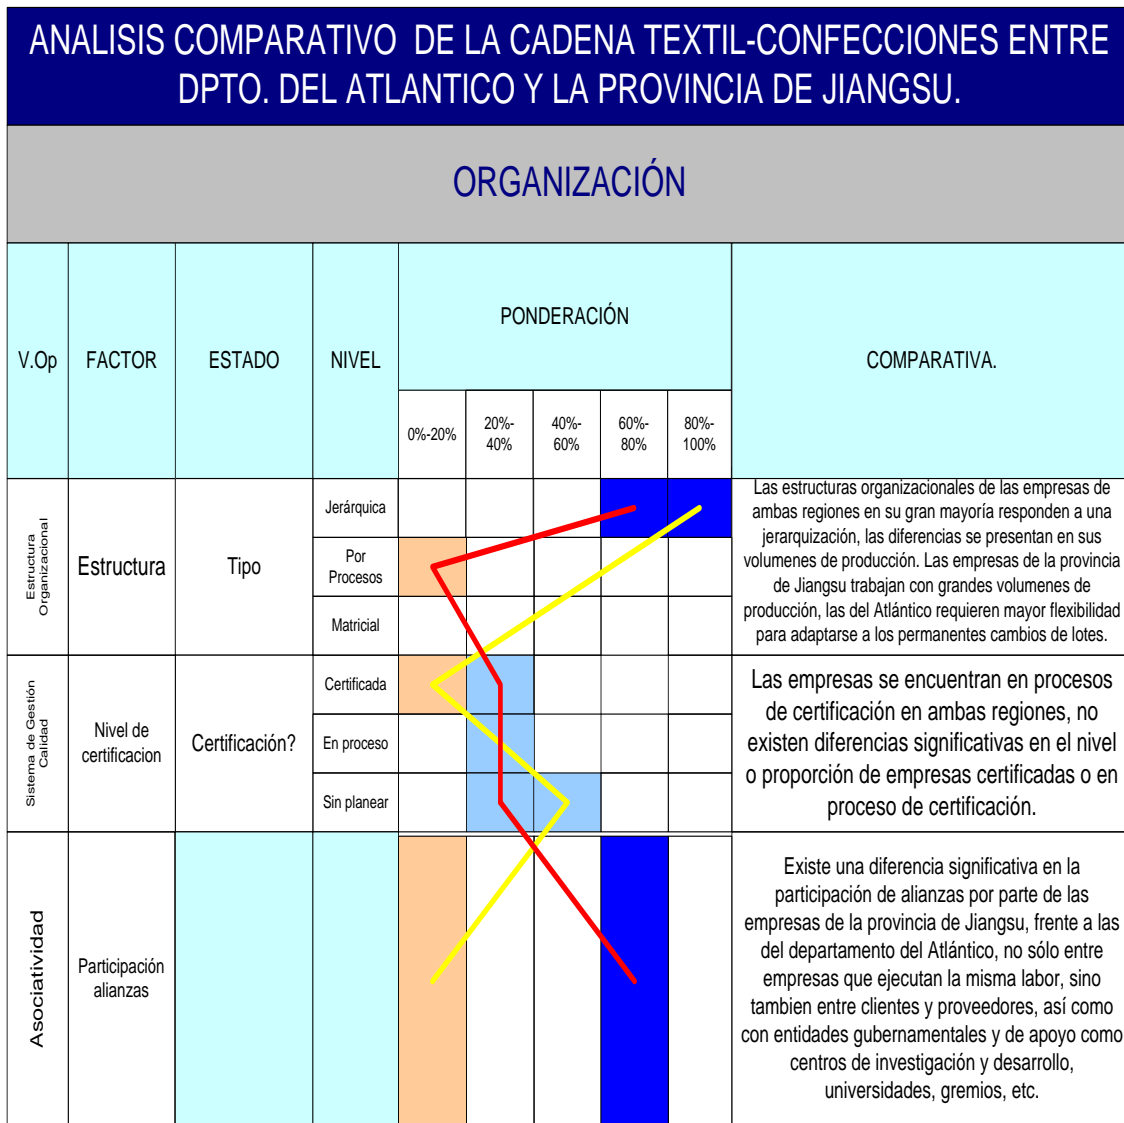 ANALISIS COMPARATIVO DE LA CADENA TEXTIL-CONFECCIONES ENTRE
DPTO. DEL ATLANTICO Y LA PROVINCIA DE JIANGSU.
ORGANIZACIÓN
V.Op
FACTOR
ESTADO
NIVEL
PONDERACIÓN
COMPARATIVA.
0%-20%
20%-
40%
40%-
60%
60%-
80%
80%-
100%
Estructura
Organizacional
Estructura
Tipo
Jerárquica
Por
Procesos
Matricial
Las estructuras organizacionales de las empresas de
ambas regiones en su gran mayoría responden a una
jerarquización, las diferencias se presentan en sus
volumenes de producción. Las empresas de la provincia
de Jiangsu trabajan con grandes volumenes de
producción, las del Atlántico requieren mayor flexibilidad
para adaptarse a los permanentes cambios de lotes.
Sistema de Gestión
Calidad
Nivel de
certificacion
Certificación?
Certificada
En proceso
Sin planear
Las empresas se encuentran en procesos
de certificación en ambas regiones, no
existen diferencias significativas en el nivel
o proporción de empresas certificadas o en
proceso de certificación.
Asociatividad
Participación
alianzas
Existe una diferencia significativa en la
participación de alianzas por parte de las
empresas de la provincia de Jiangsu, frente a las
del departamento del Atlántico, no sólo entre
empresas que ejecutan la misma labor, sino
tambien entre clientes y proveedores, así como
con entidades gubernamentales y de apoyo como
centros de investigación y desarrollo,
universidades, gremios, etc.